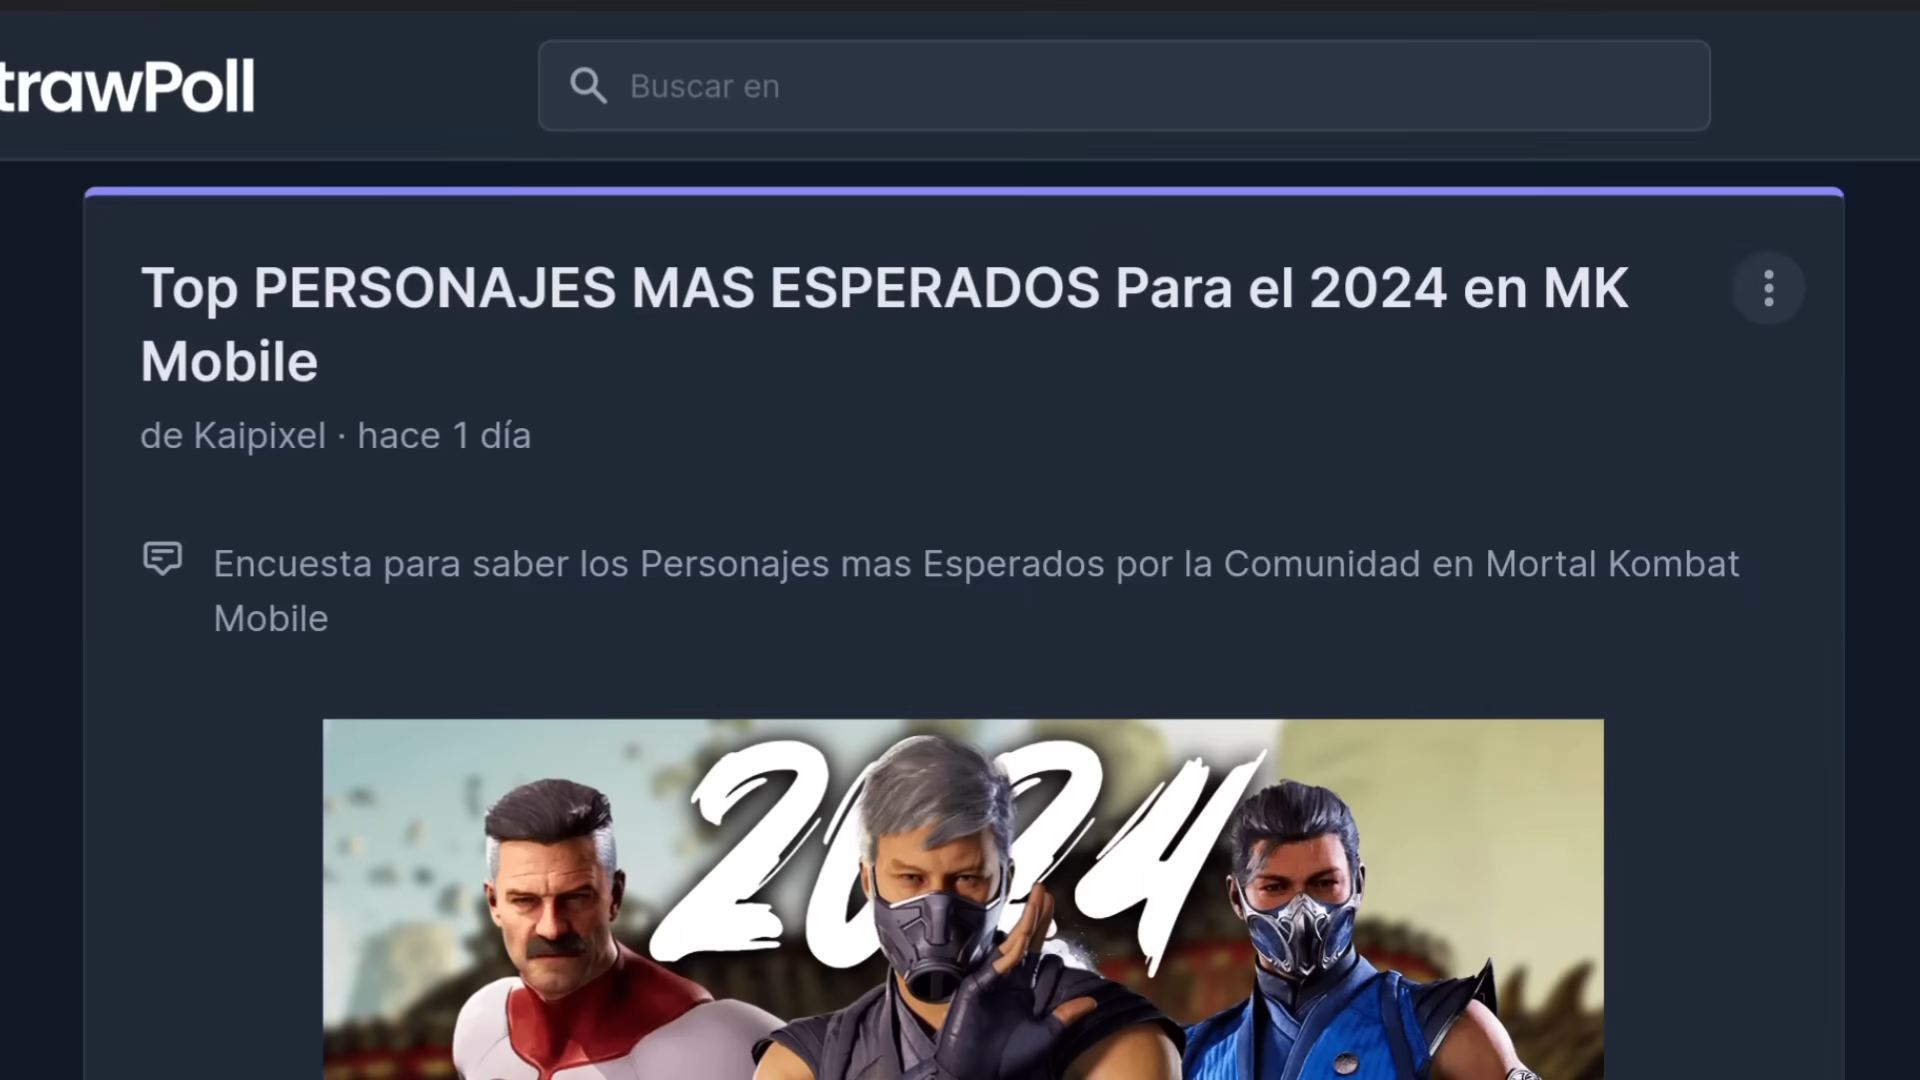 trawPoll
Buscar en
Top PERSONAJES MAS ESPERADOS Para el 2024 en MK
Mobile
de Kaipixel · hace 1 día
Encuesta para saber los Personajes mas Esperados por la Comunidad en Mortal Kombat
Mobile
2024